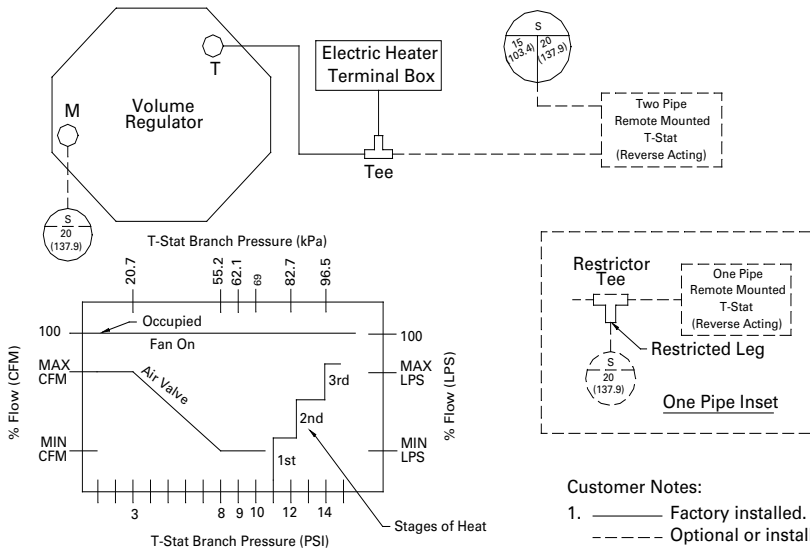 S
15
(103.4)
20
(137.9)
Electric Heater
Terminal Box
T
M
Volume
Regulator
Two Pipe
Remote Mounted
T-Stat
(Reverse Acting)
Tee
S
20
(137.9)
T-Stat Branch Pressure (kPa)
20.7
55.2
62.1
69
82.7
96.5
Restrictor
Tee
One Pipe
Remote Mounted
T-Stat
(Reverse Acting)
Restricted Leg
S
20
(137.9)
One Pipe Inset
Occupied
100
Fan On
100
MAX
CFM
Air Valve
MAX
LPS
3rd
% Flow (CFM)
% Flow (LPS)
2nd
MIN
CFM
1st
MIN
LPS
3
8
9
10
12
14
Stages of Heat
T-Stat Branch Pressure (PSI)
Customer Notes:
1. Factory installed.
Optional or instal